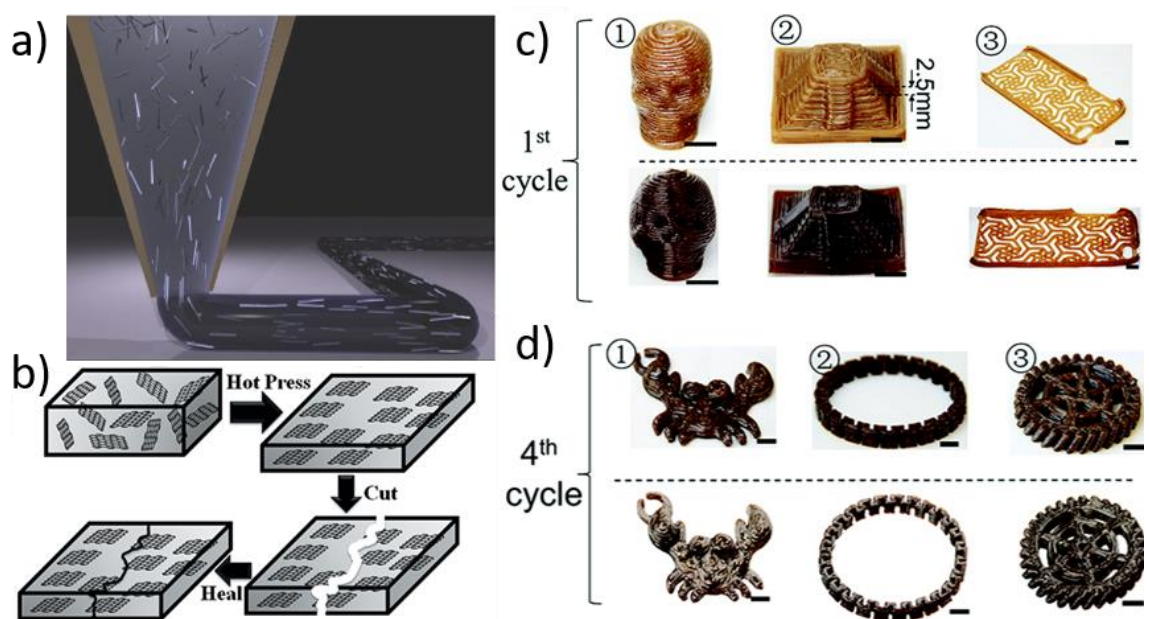 a)
b)
Hot Press
Cut
Heal
c)
1st
cycle
①
②
③
2.5mm
d)
4th
cycle
①
②
③